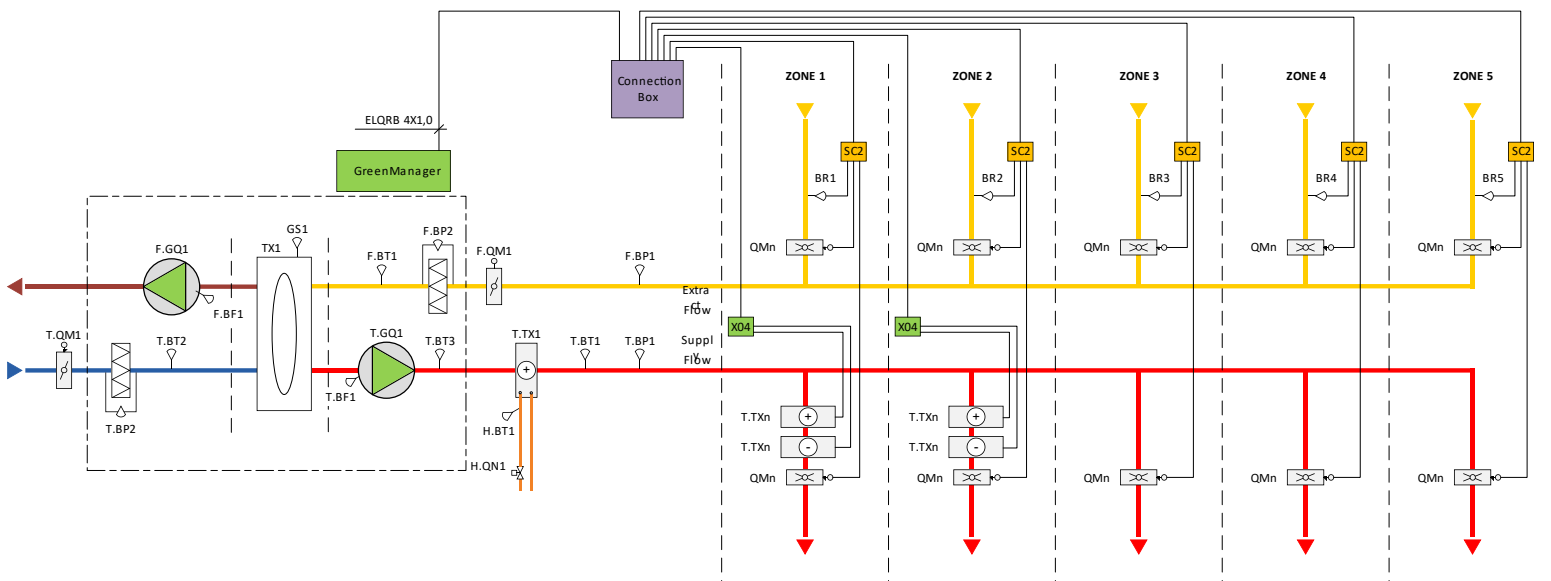 ZONE 1
ZONE 2
ZONE 3
ZONE 4
ZONE 5
Connection
Box
ELQRB 4X1,0
GreenManager
SC2
SC2
SC2
SC2
SC2
BR1
BR2
BR3
BR4
BR5
GS1
F.GQ1
TX1
F.BT1
F.BP2
F.QM1
F.BP1
QMn
QMn
QMn
QMn
QMn
F.BF1
Extra
ct
Flow
X04
X04
T.QM1
T.BT2
T.GQ1
T.BT3
T.TX1
T.BT1
T.BP1
Suppl
y
Flow
+
T.BF1
T.BP2
H.BT1
H.QN1
T.TXn
+
T.TXn
+
T.TXn
-
T.TXn
-
QMn
QMn
QMn
QMn
QMn